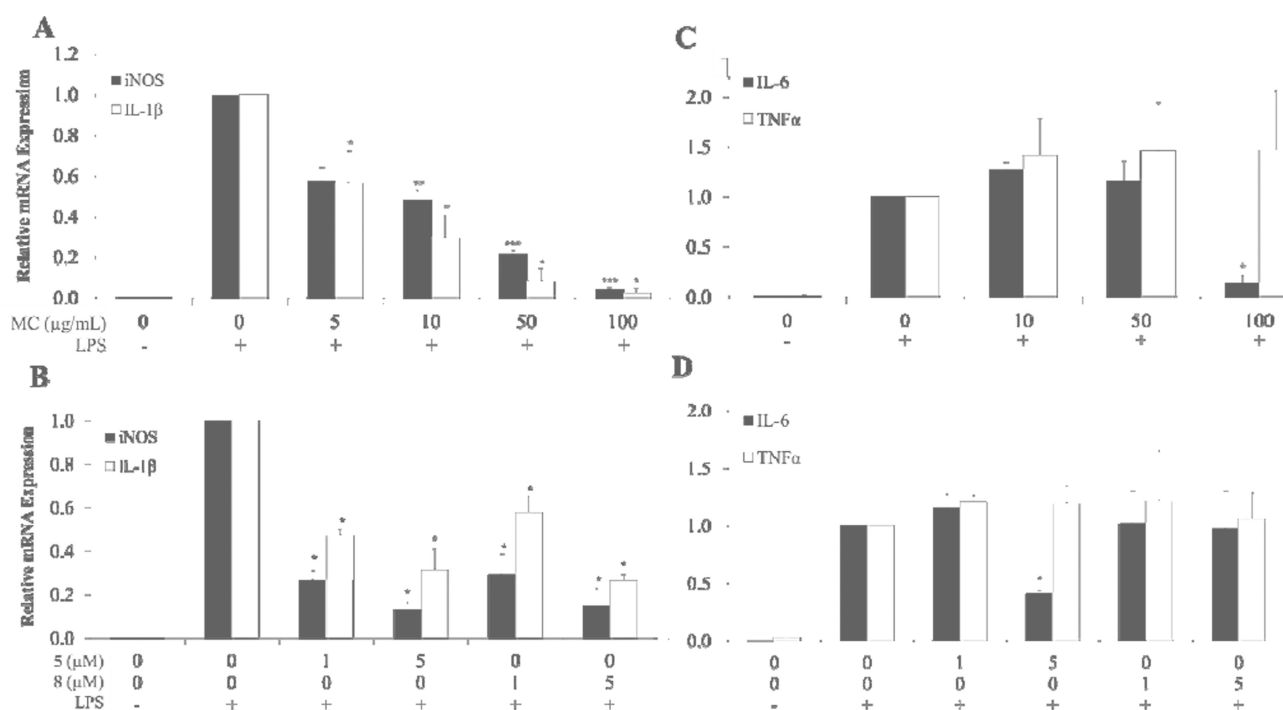 A
1.2
1.0
0.8
0.6
0.4
0.2
0.0
Relative mRNA Expression
iNOS
IL-1β
* ** * *** * *** *
MC (µg/mL) 0 0 5 10 50 100
LPS - + + + + +
B
1.0
0.8
0.6
0.4
0.2
0.0
Relative mRNA Expression
iNOS
IL-1β
* * * * * * * *
5 (µM) 0 0 1 5 0 0
8 (µM) 0 0 0 0 1 5
LPS - + + + + +
C
2.0
1.5
1.0
0.5
0.0
IL-6
TNFα
*
0 0 10 50 100
- + + + +
D
2.0
1.5
1.0
0.5
0.0
IL-6
TNFα
*
0 0 1 5 0 0
0 0 0 0 1 5
- + + + + +